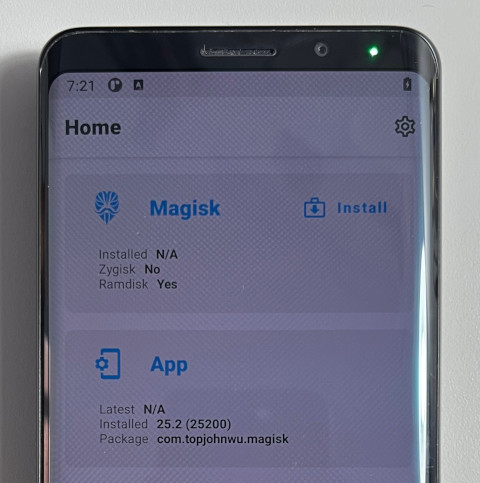 7:21 A
Home
Magisk Install
Installed N/A
Zygisk No
Ramdisk Yes
App
Latest N/A
Installed 25.2 (25200)
Package com.topjohnwu.magisk